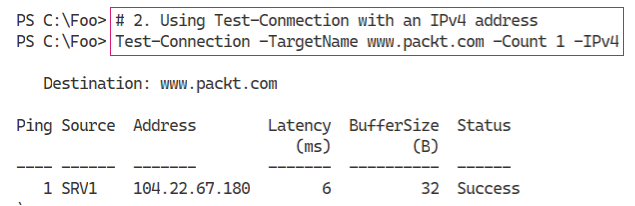 PS C:\Foo> # 2. Using Test-Connection with an IPv4 address
PS C:\Foo> Test-Connection -TargetName www.packt.com -Count 1 -IPv4
Destination: www.packt.com
Ping Source Address Latency BufferSize Status
(ms) (B)
---- ------ ------- ------- ---------- ------
1 SRV1 104.22.67.180 6 32 Success